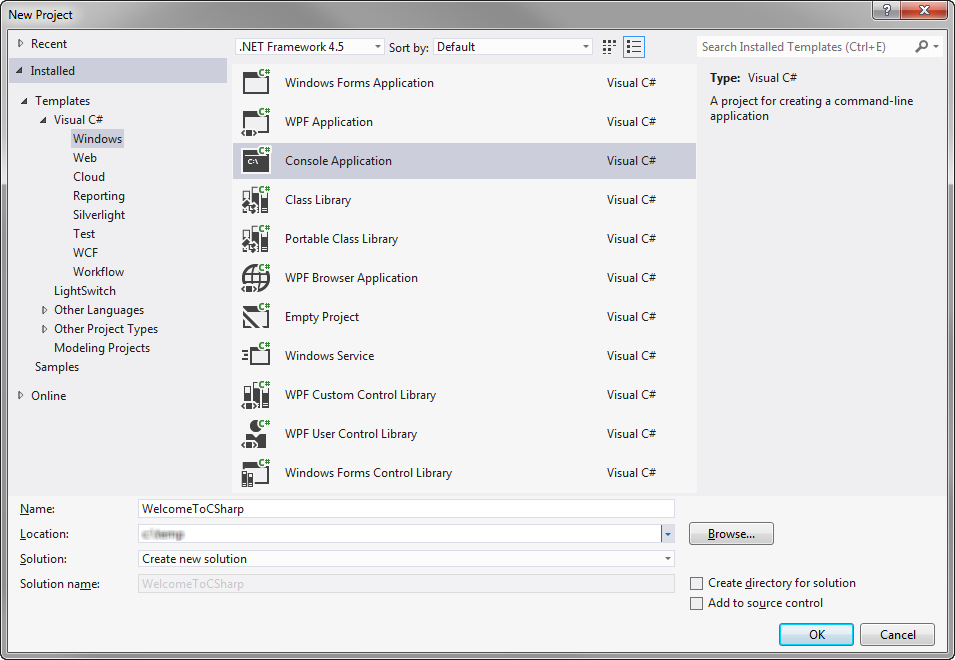 New Project
Recent
Installed
Templates
Visual C#
Windows
Web
Cloud
Reporting
Silverlight
Test
WCF
Workflow
LightSwitch
Other Languages
Other Project Types
Modeling Projects
Samples
Online
.NET Framework 4.5 Sort by: Default
Windows Forms Application Visual C#
WPF Application Visual C#
Console Application Visual C#
Class Library Visual C#
Portable Class Library Visual C#
WPF Browser Application Visual C#
Empty Project Visual C#
Windows Service Visual C#
WPF Custom Control Library Visual C#
WPF User Control Library Visual C#
Windows Forms Control Library Visual C#
Search Installed Templates (Ctrl+E)
Type: Visual C#
A project for creating a command-line
application
Name: WelcomeToCSharp
Location:
Browse...
Solution: Create new solution
Solution name: WelcomeToCSharp
Create directory for solution
Add to source control
OK Cancel